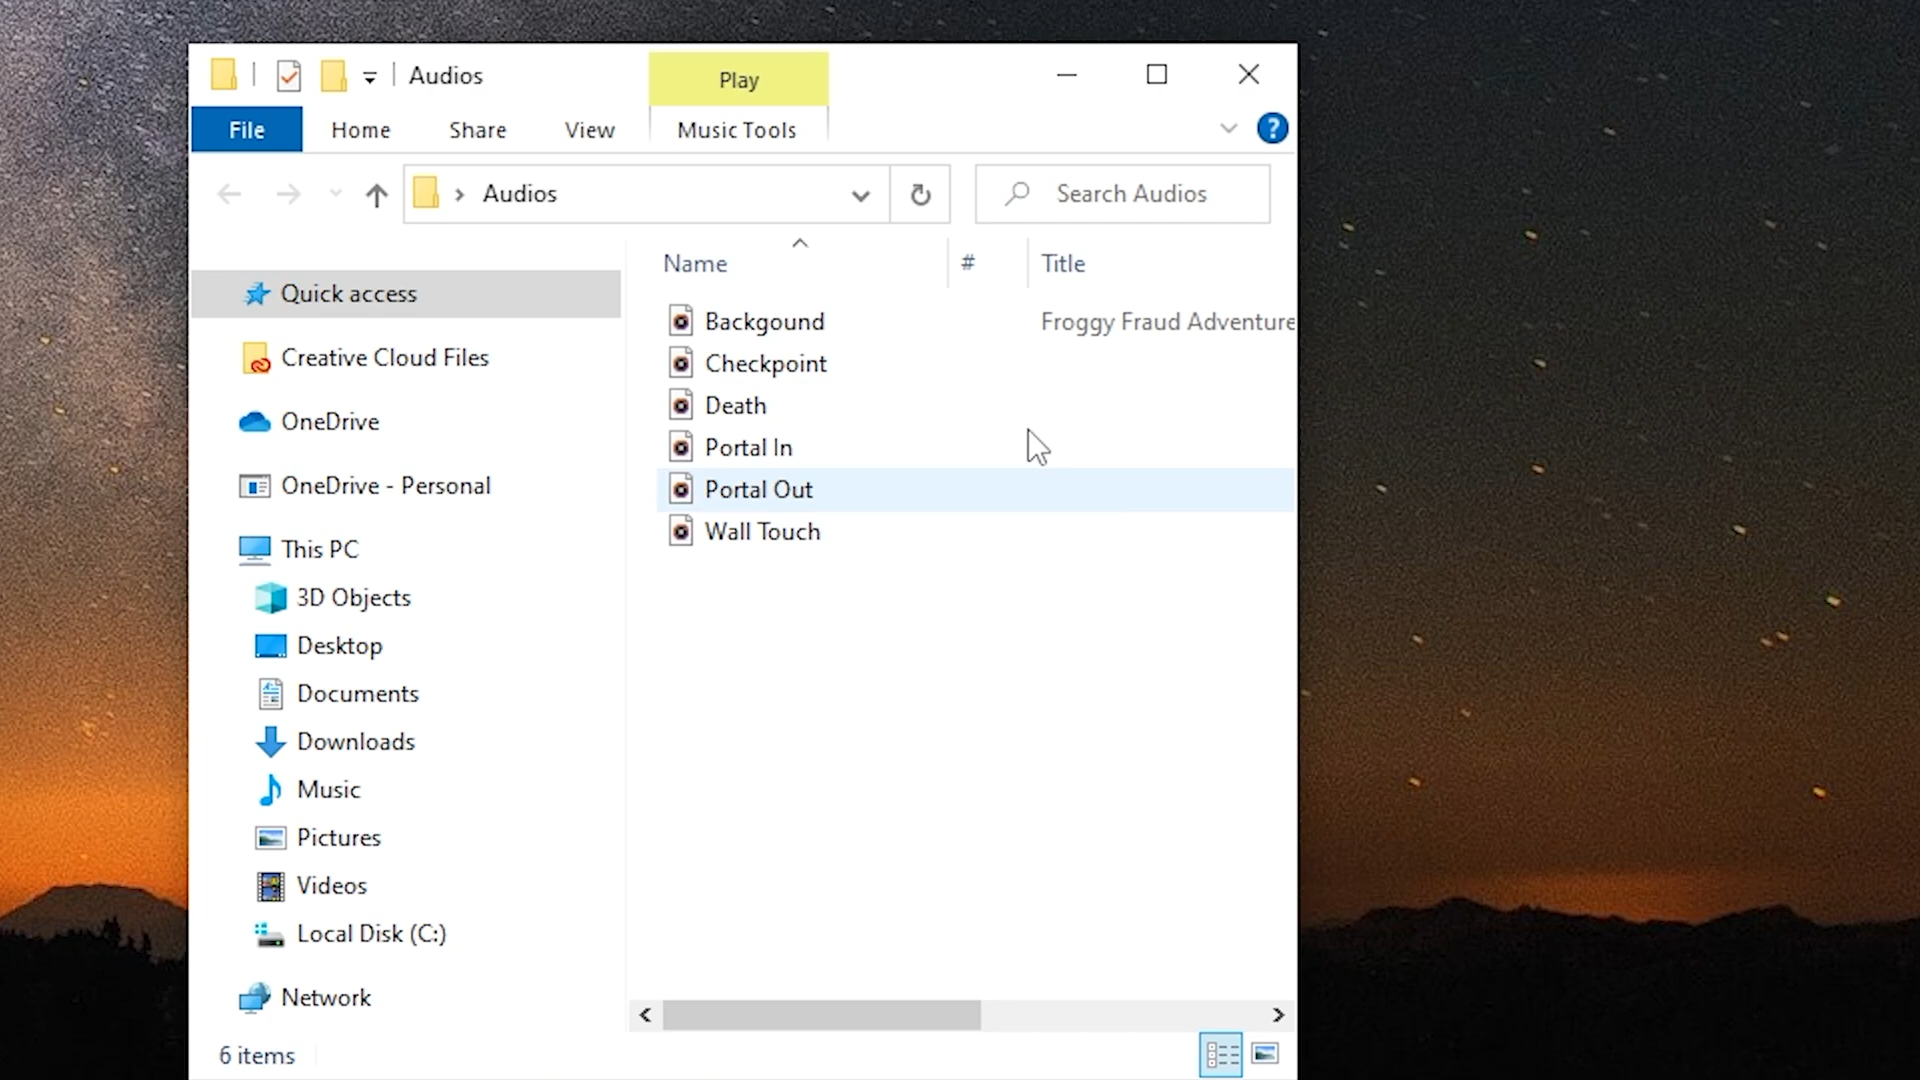 Audios
Play
File
Home
Share
View
Music Tools
?
Audios
Search Audios
Name
#
Title
Quick access
Creative Cloud Files
OneDrive
OneDrive - Personal
This PC
3D Objects
Desktop
Documents
Downloads
Music
Pictures
Videos
Local Disk (C:)
Network
Backgound
Froggy Fraud Adventure
Checkpoint
Death
Portal In
Portal Out
Wall Touch
6 items